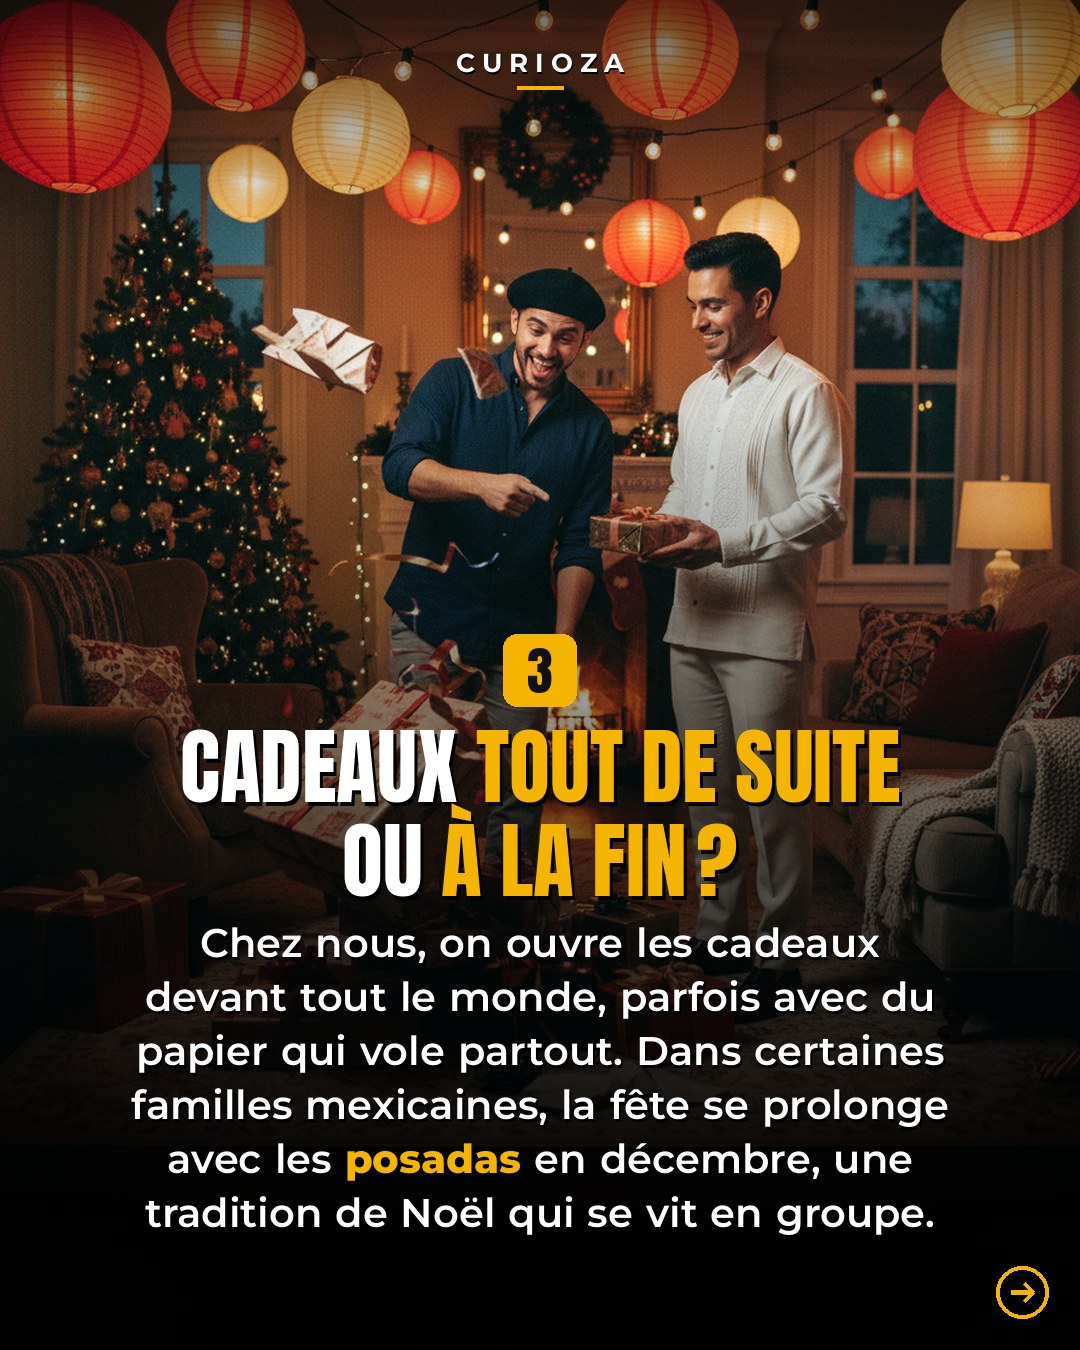 CURIOZA
3
CADEAUX TOUT DE SUITE
OU À LA FIN ?
Chez nous, on ouvre les cadeaux
devant tout le monde, parfois avec du
papier qui vole partout. Dans certaines
familles mexicaines, la fête se prolonge
avec les posadas en décembre, une
tradition de Noël qui se vit en groupe.